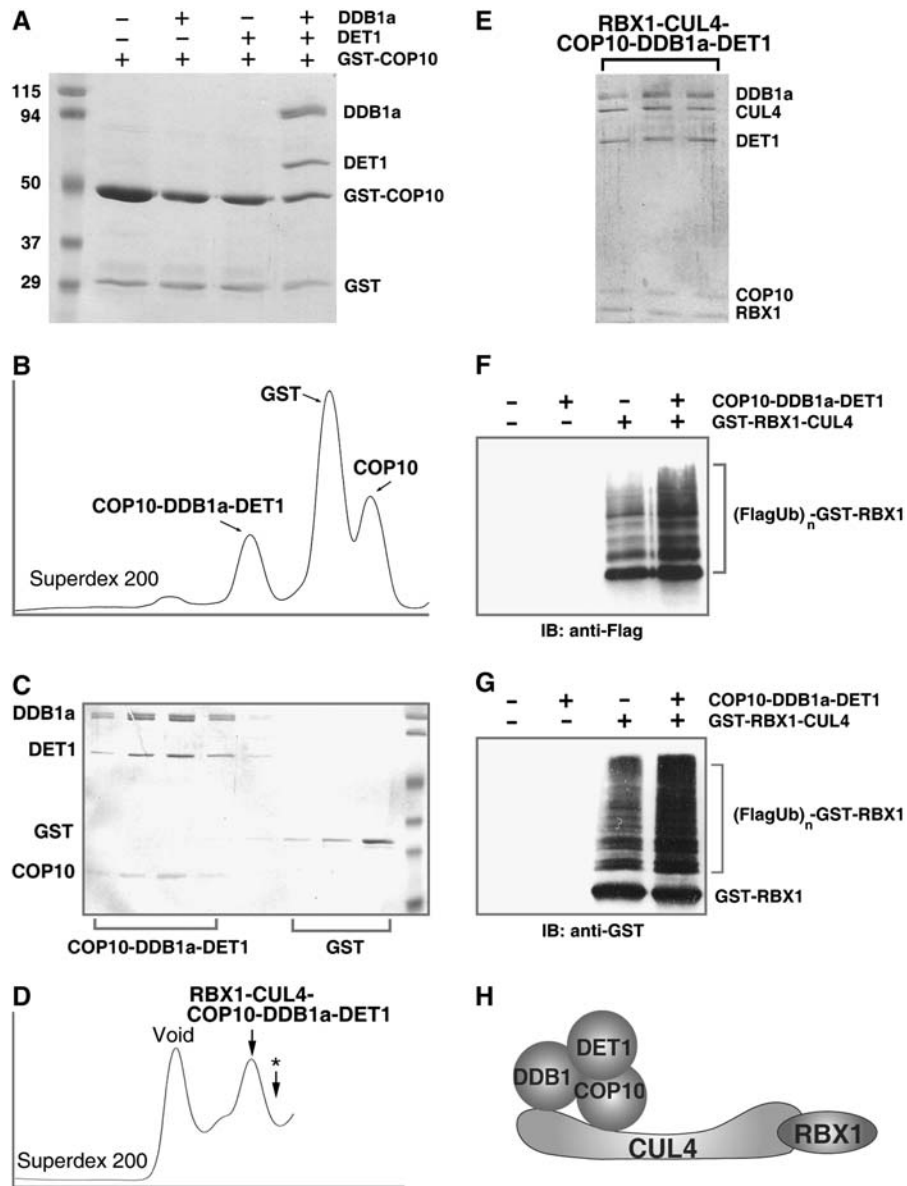 A
− + − + DDB1a
− − + + DET1
+ + + + GST-COP10
115
94
50
37
29
DDB1a
DET1
GST-COP10
GST
B
GST
COP10
COP10-DDB1a-DET1
Superdex 200
C
DDB1a
DET1
GST
COP10
COP10-DDB1a-DET1
GST
D
RBX1-CUL4-
COP10-DDB1a-DET1
Void
*
Superdex 200
E
RBX1-CUL4-
COP10-DDB1a-DET1
DDB1a
CUL4
DET1
COP10
RBX1
F
− + − + COP10-DDB1a-DET1
− − + + GST-RBX1-CUL4
(FlagUb)n-GST-RBX1
IB: anti-Flag
G
− + − + COP10-DDB1a-DET1
− − + + GST-RBX1-CUL4
(FlagUb)n-GST-RBX1
GST-RBX1
IB: anti-GST
H
DET1
DDB1
COP10
CUL4
RBX1